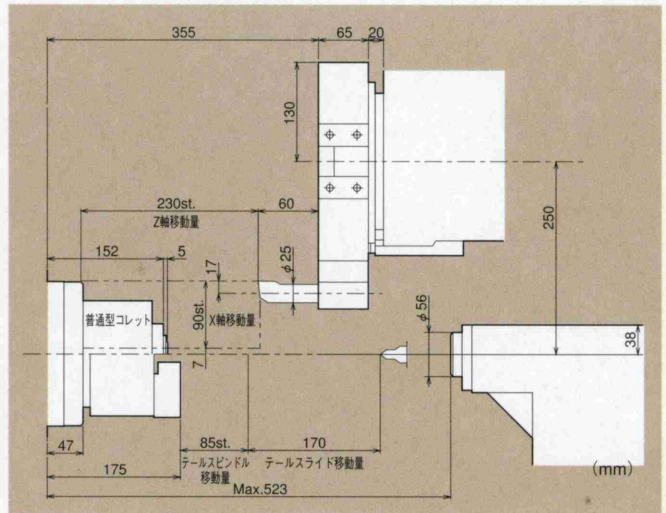 355
65
20
130
230st.
Z軸移動量
60
250
152
5
17
φ25
90st.
X軸移動量
普通型コレット
φ56
38
7
47
85st.
テールスピンドル
移動量
170
テールスライド移動量
175
(mm)
Max.523